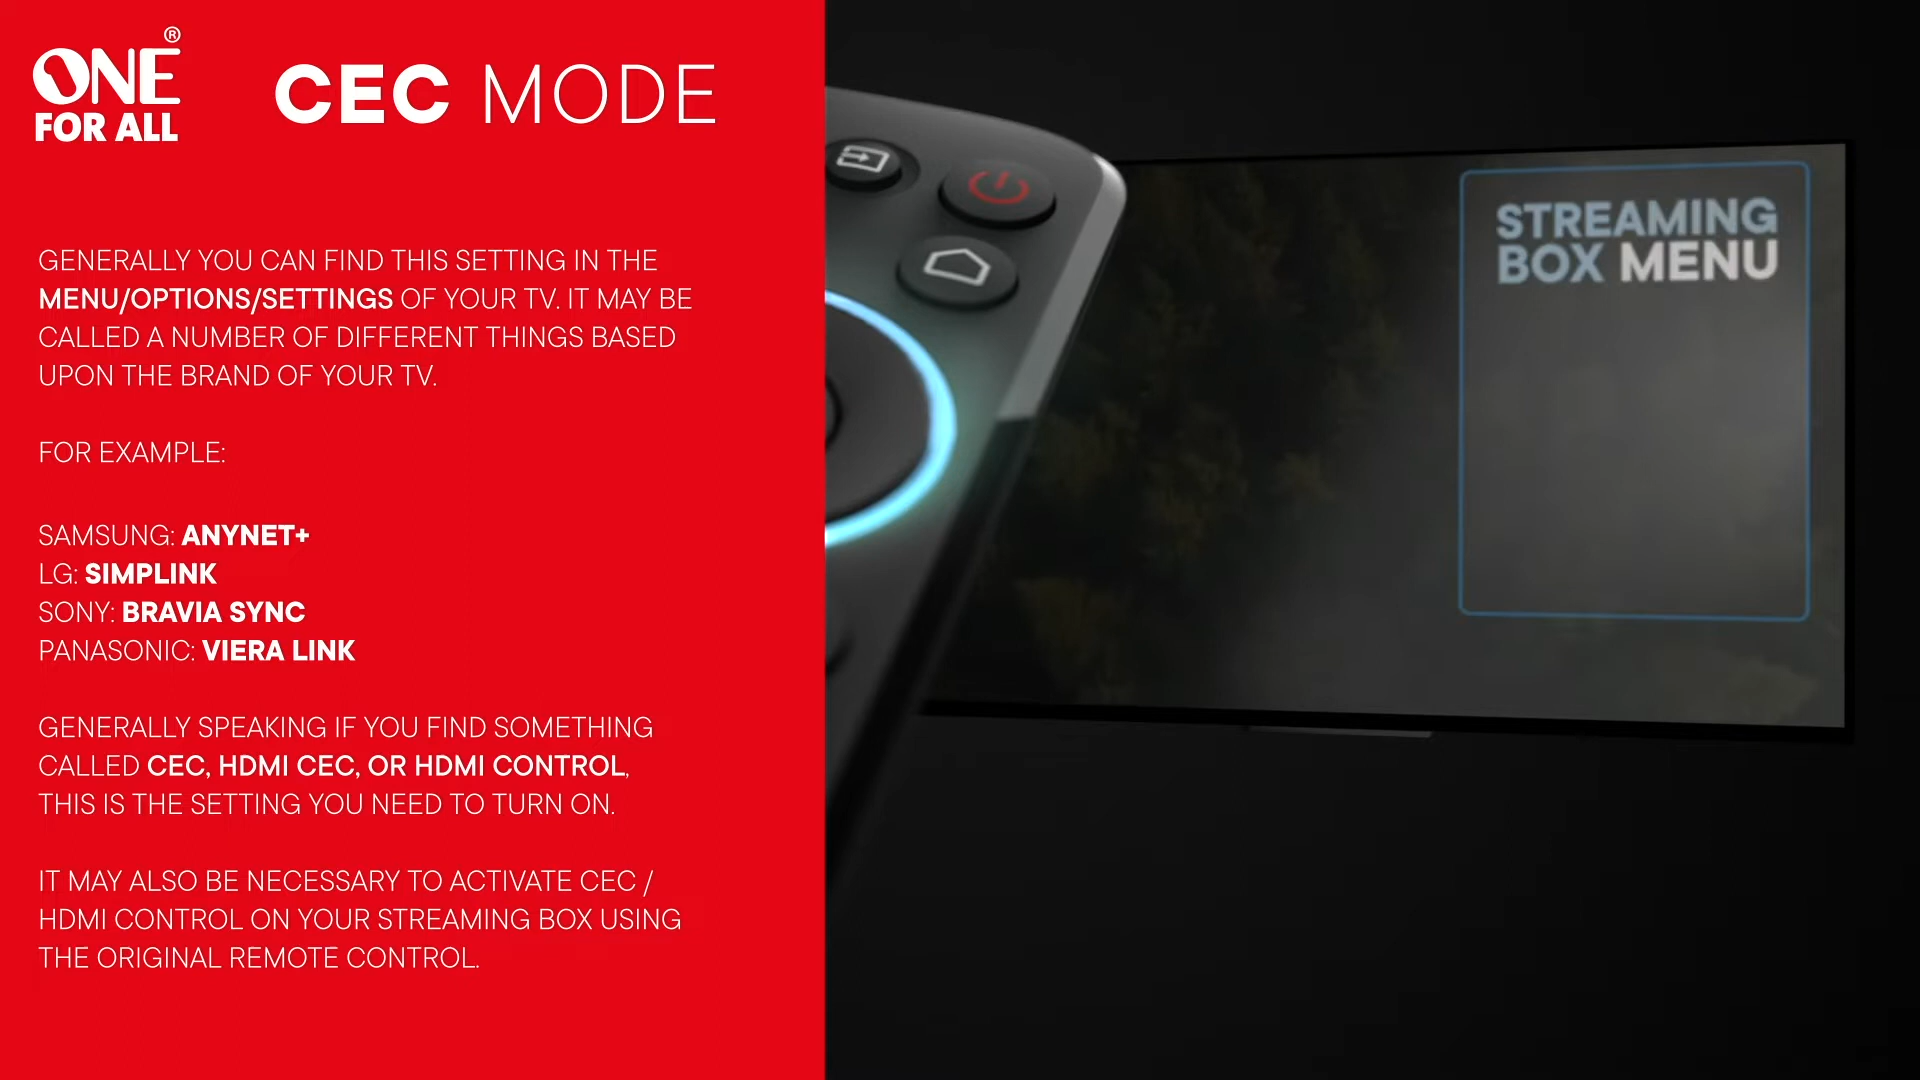 ONE®
FOR ALL
CEC MODE
GENERALLY YOU CAN FIND THIS SETTING IN THE
MENU/OPTIONS/SETTINGS OF YOUR TV. IT MAY BE
CALLED A NUMBER OF DIFFERENT THINGS BASED
UPON THE BRAND OF YOUR TV.
FOR EXAMPLE:
SAMSUNG: ANYNET+
LG: SIMPLINK
SONY: BRAVIA SYNC
PANASONIC: VIERA LINK
GENERALLY SPEAKING IF YOU FIND SOMETHING
CALLED CEC, HDMI CEC, OR HDMI CONTROL,
THIS IS THE SETTING YOU NEED TO TURN ON.
IT MAY ALSO BE NECESSARY TO ACTIVATE CEC /
HDMI CONTROL ON YOUR STREAMING BOX USING
THE ORIGINAL REMOTE CONTROL.
STREAMING
BOX MENU